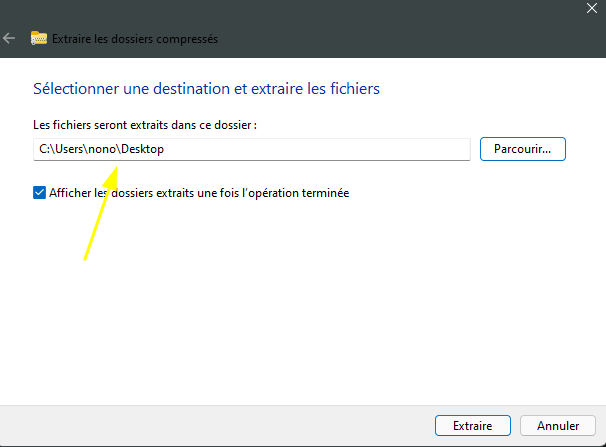 Extraire les dossiers compressés
Sélectionner une destination et extraire les fichiers
Les fichiers seront extraits dans ce dossier :
C:\Users\nono\Desktop
Parcourir...
Afficher les dossiers extraits une fois l'opération terminée
Extraire
Annuler